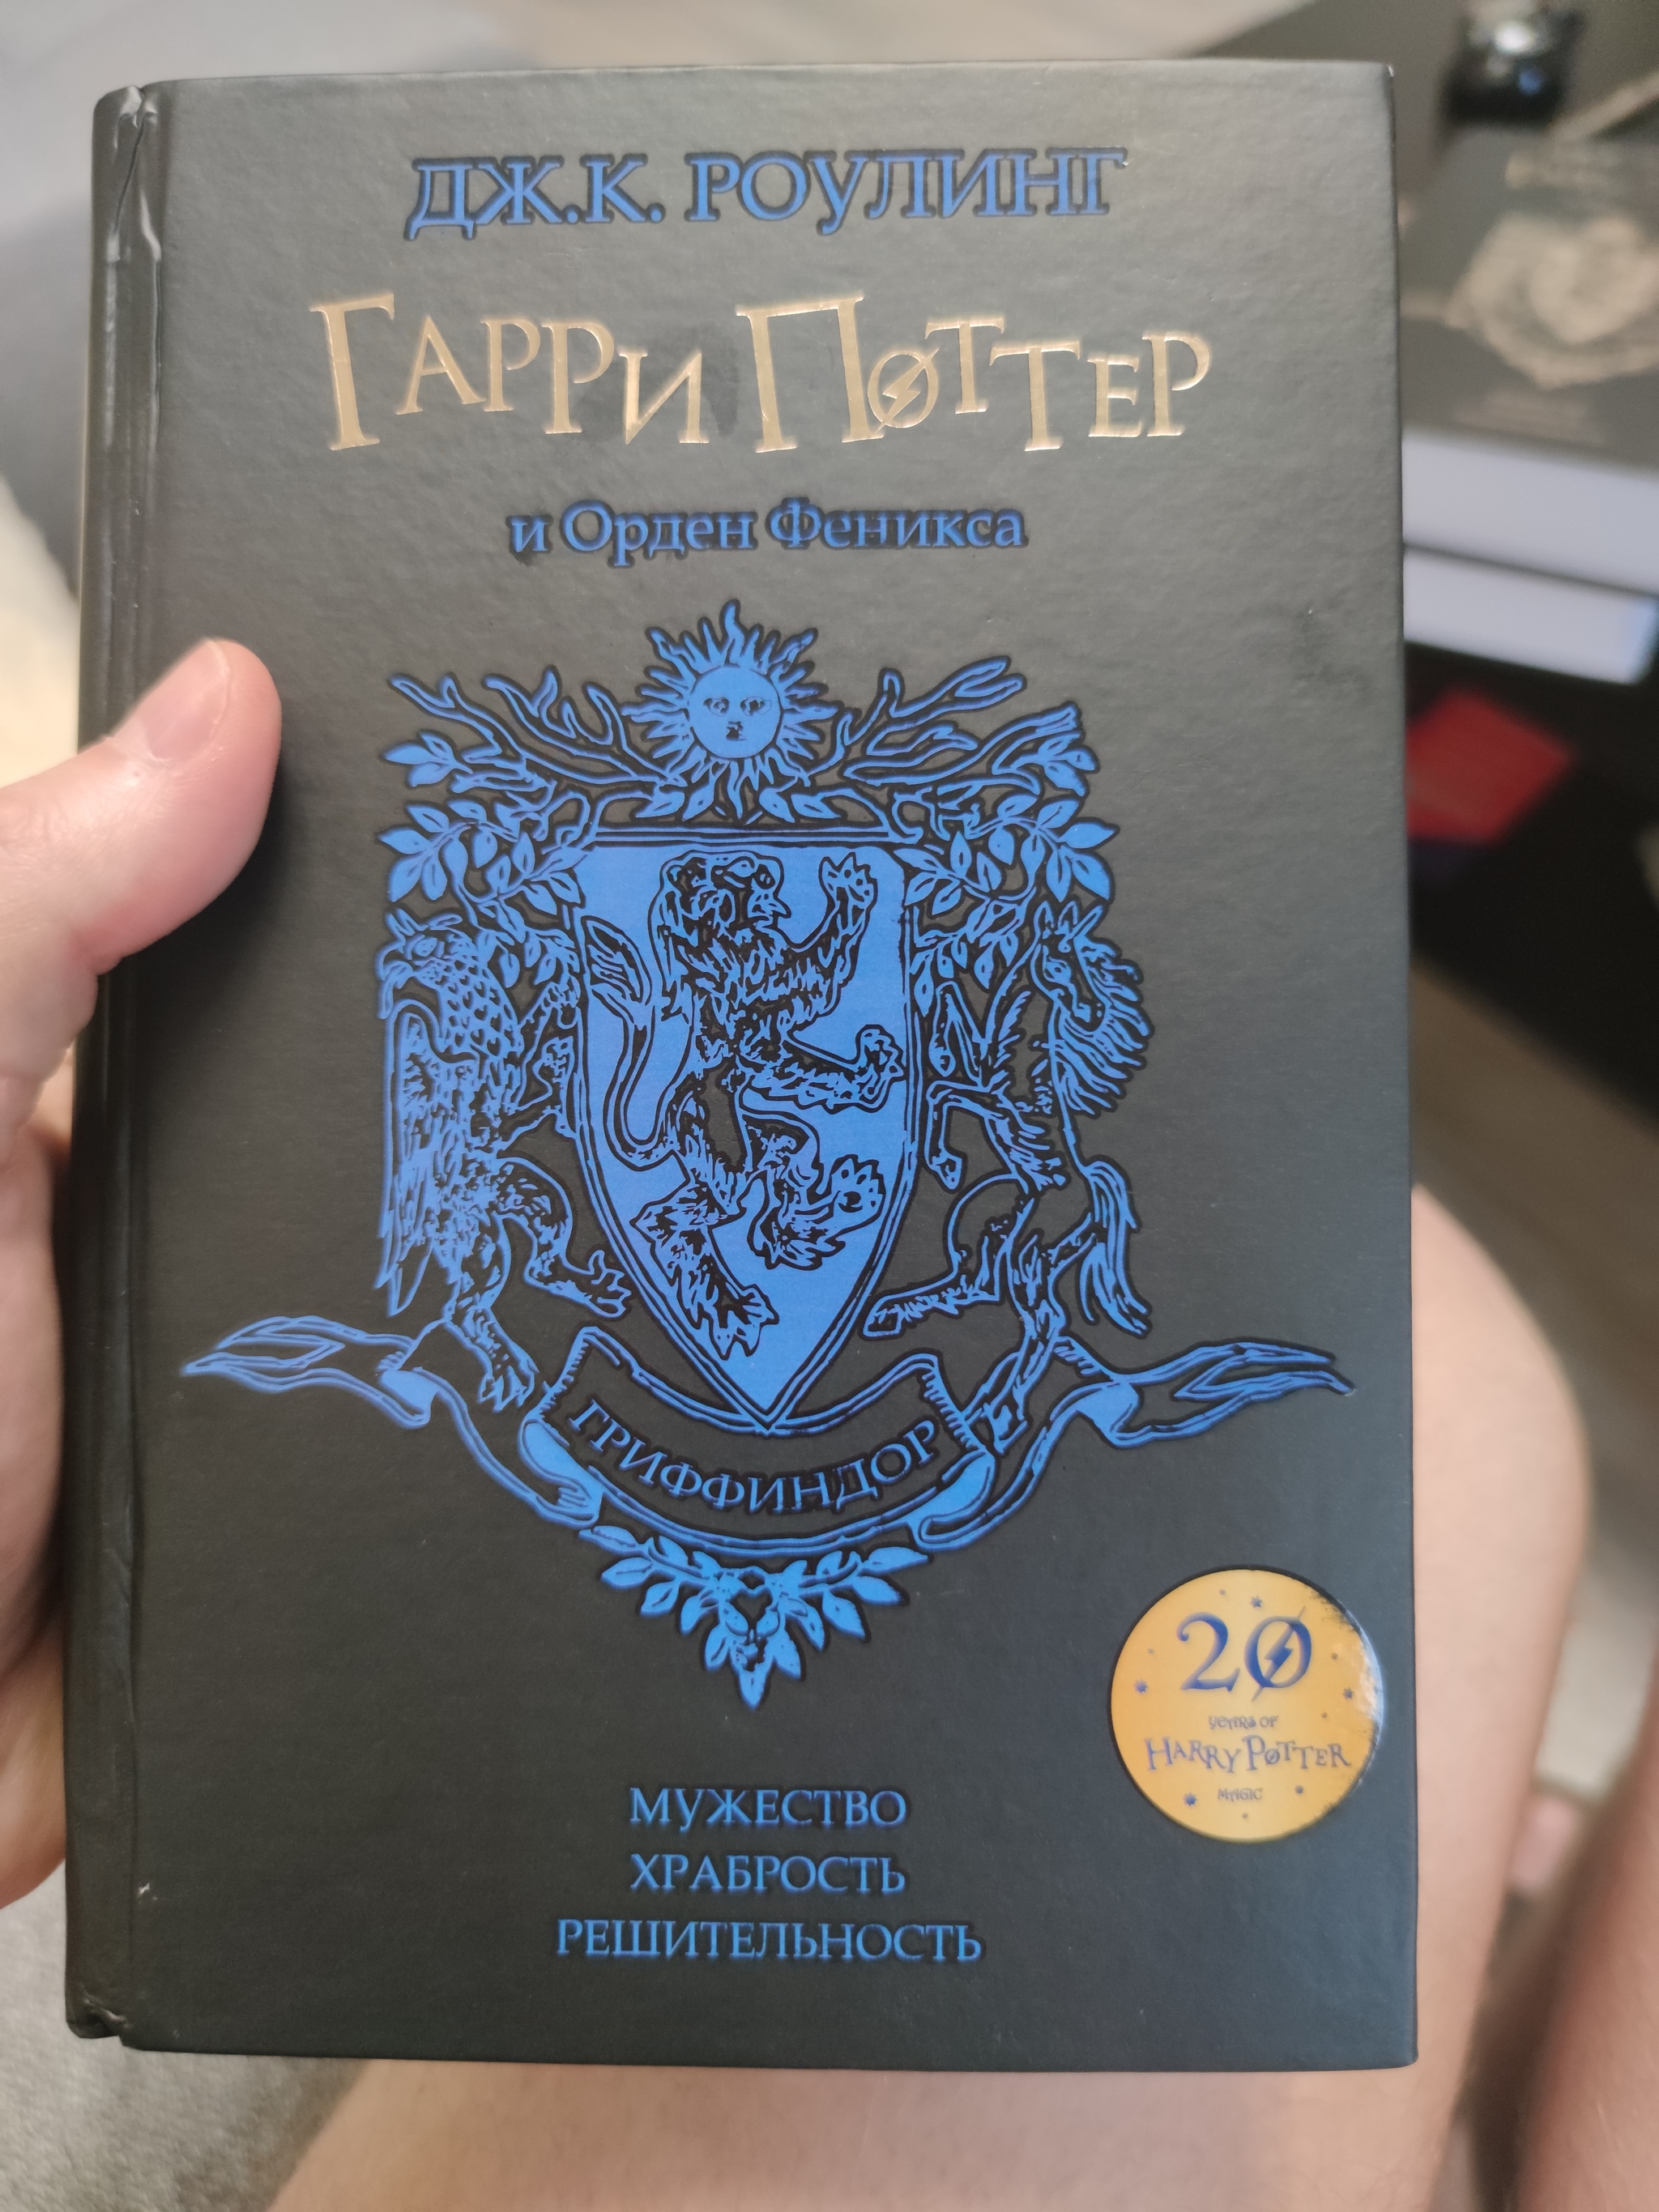 ДЖ.К. РОУЛИНГ
ГАРРИ ПОТТЕР
и Орден Феникса
ГРИФФИНДОР
20
YEARS OF
HARRY POTTER
MAGIC
МУЖЕСТВО
ХРАБРОСТЬ
РЕШИТЕЛЬНОСТЬ